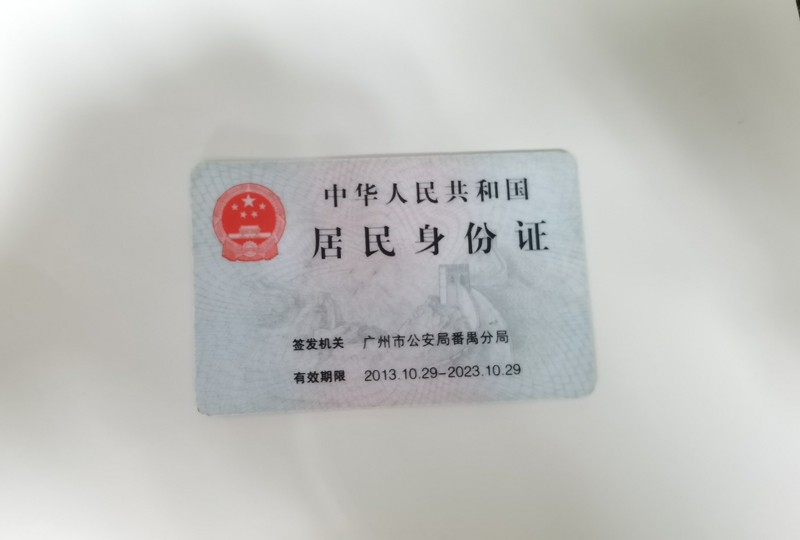 中华人民共和国
居民身份证
签发机关 广州市公安局番禺分局
有效期限 2013.10.29-2023.10.29